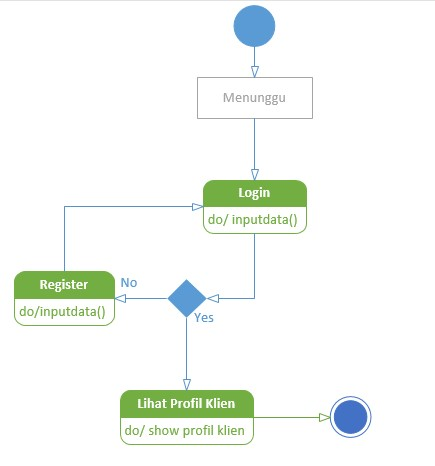 Menunggu
Login
do/ inputdata()
Register
do/inputdata()
No
Yes
Lihat Profil Klien
do/ show profil klien